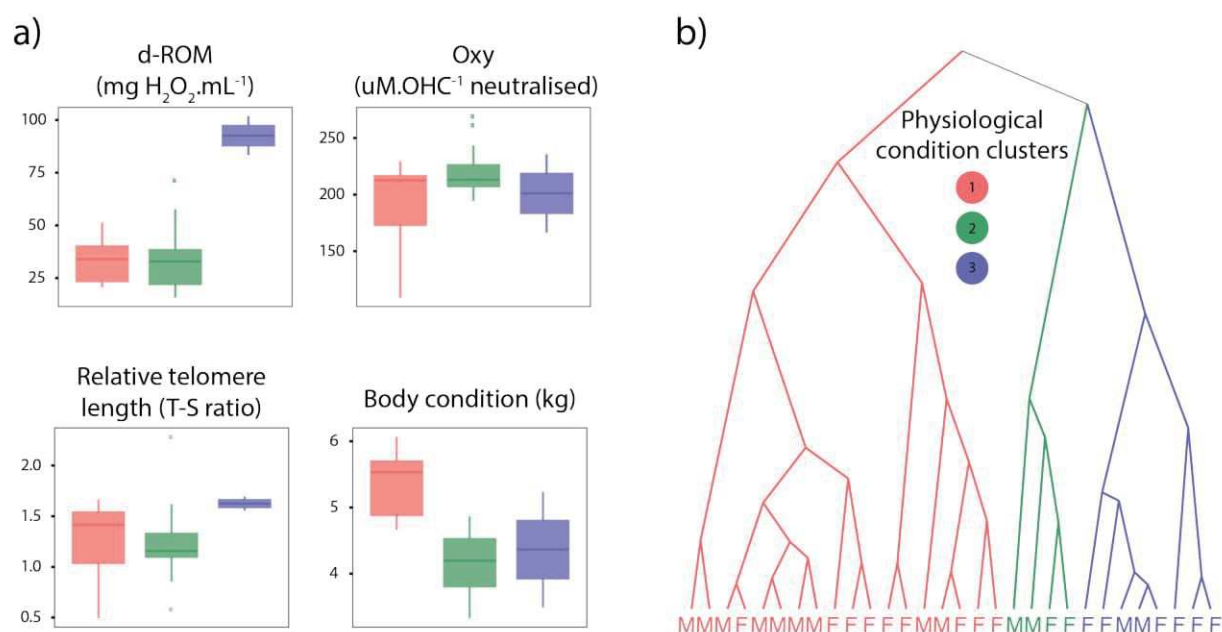 a)
d-ROM
(mg H₂O₂.mL⁻¹)
100
75
50
25
Oxy
(uM.OHC⁻¹ neutralised)
250
200
150
Relative telomere
length (T-S ratio)
2.0
1.5
1.0
0.5
Body condition (kg)
6
5
4
b)
Physiological
condition clusters
1
2
3
MMMFMMMMFFFFFMMFFFMMFFFFMMFFFF